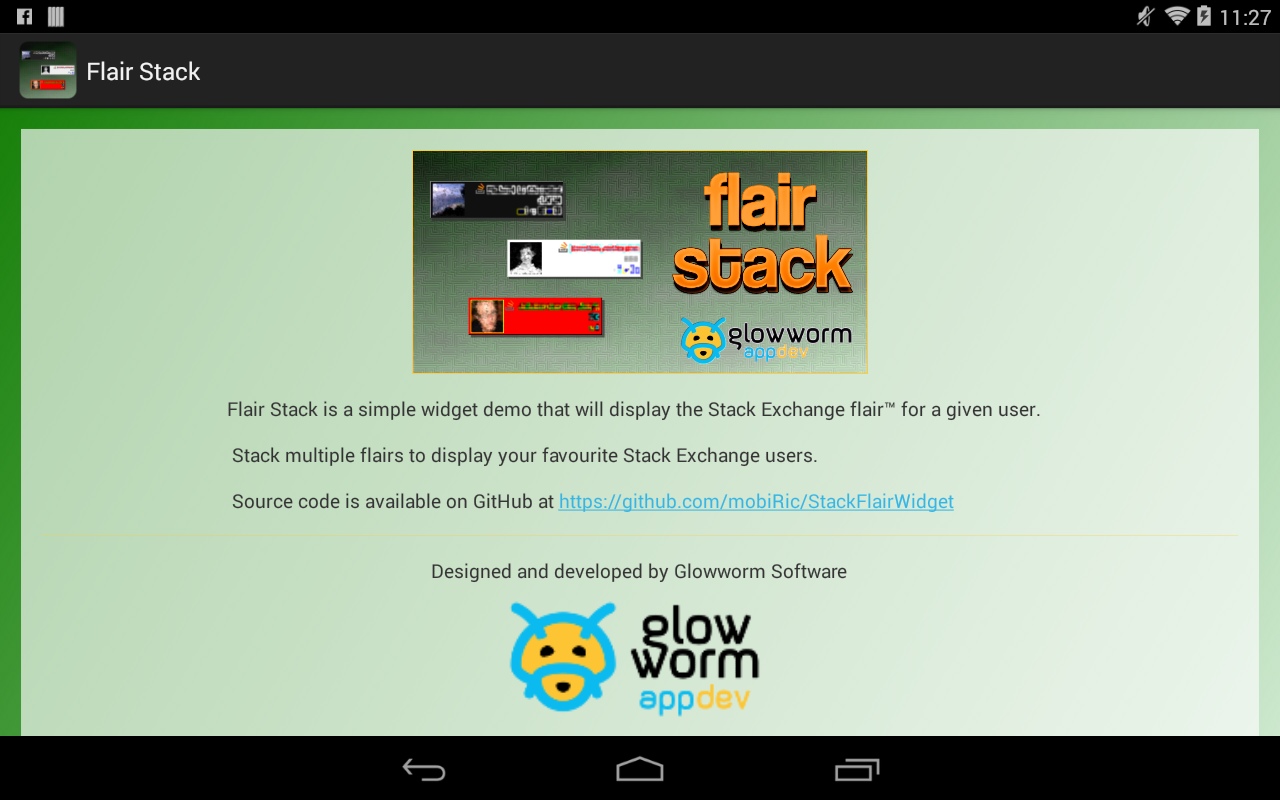 11:27
Flair Stack
flair
stack
glowworm
appdev
Flair Stack is a simple widget demo that will display the Stack Exchange flair™ for a given user.
Stack multiple flairs to display your favourite Stack Exchange users.
Source code is available on GitHub at https://github.com/mobiRic/StackFlairWidget
Designed and developed by Glowworm Software
glow
worm
appdev